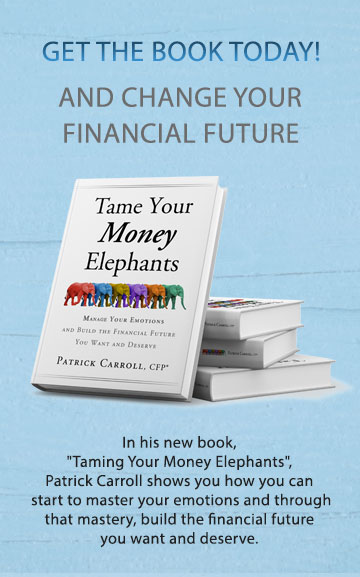 GET THE BOOK TODAY!
AND CHANGE YOUR
FINANCIAL FUTURE
Tame Your
Money
Elephants
MANAGE YOUR EMOTIONS
AND BUILD THE FINANCIAL FUTURE
YOU WANT AND DESERVE
PATRICK CARROLL, CFP®
PATRICK CARROLL, CFP
In his new book,
"Taming Your Money Elephants",
Patrick Carroll shows you how you can
start to master your emotions and through
that mastery, build the financial future
you want and deserve.